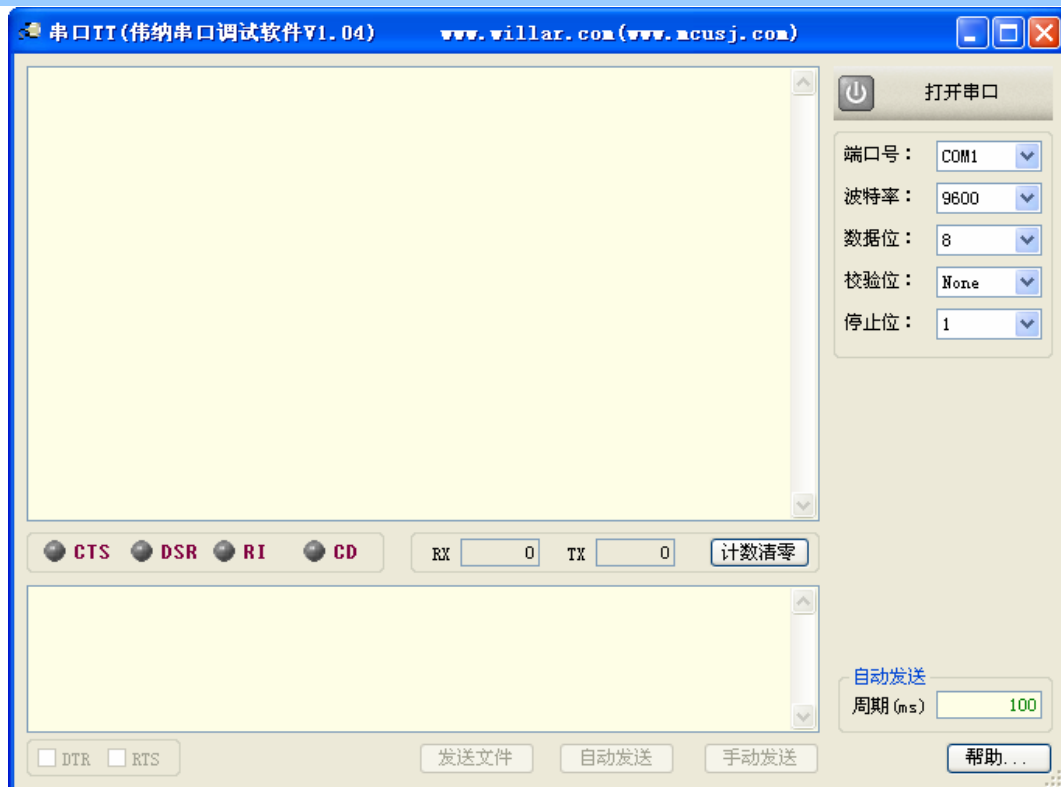 串口TT(伟纳串口调试软件V1.04) www.willar.com(www.mcusj.com)
打开串口
端口号： COM1
波特率： 9600
数据位： 8
校验位： None
停止位： 1
CTS DSR RI CD RX 0 TX 0 计数清零
自动发送
周期(ms) 100
DTR RTS 发送文件 自动发送 手动发送 帮助...